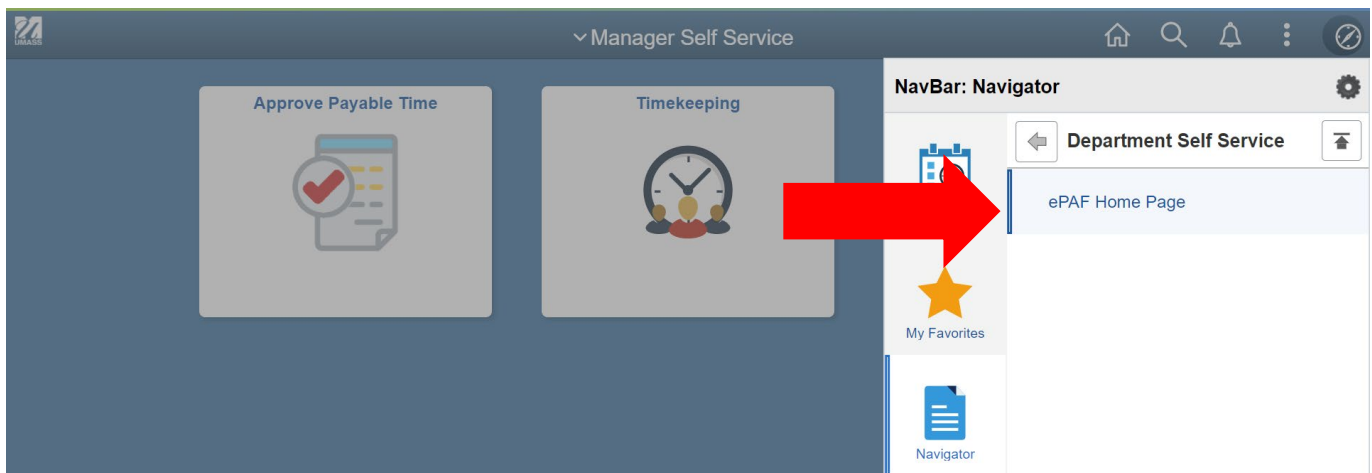 UMASS
Manager Self Service
Approve Payable Time
Timekeeping
NavBar: Navigator
My Favorites
Navigator
Department Self Service
ePAF Home Page